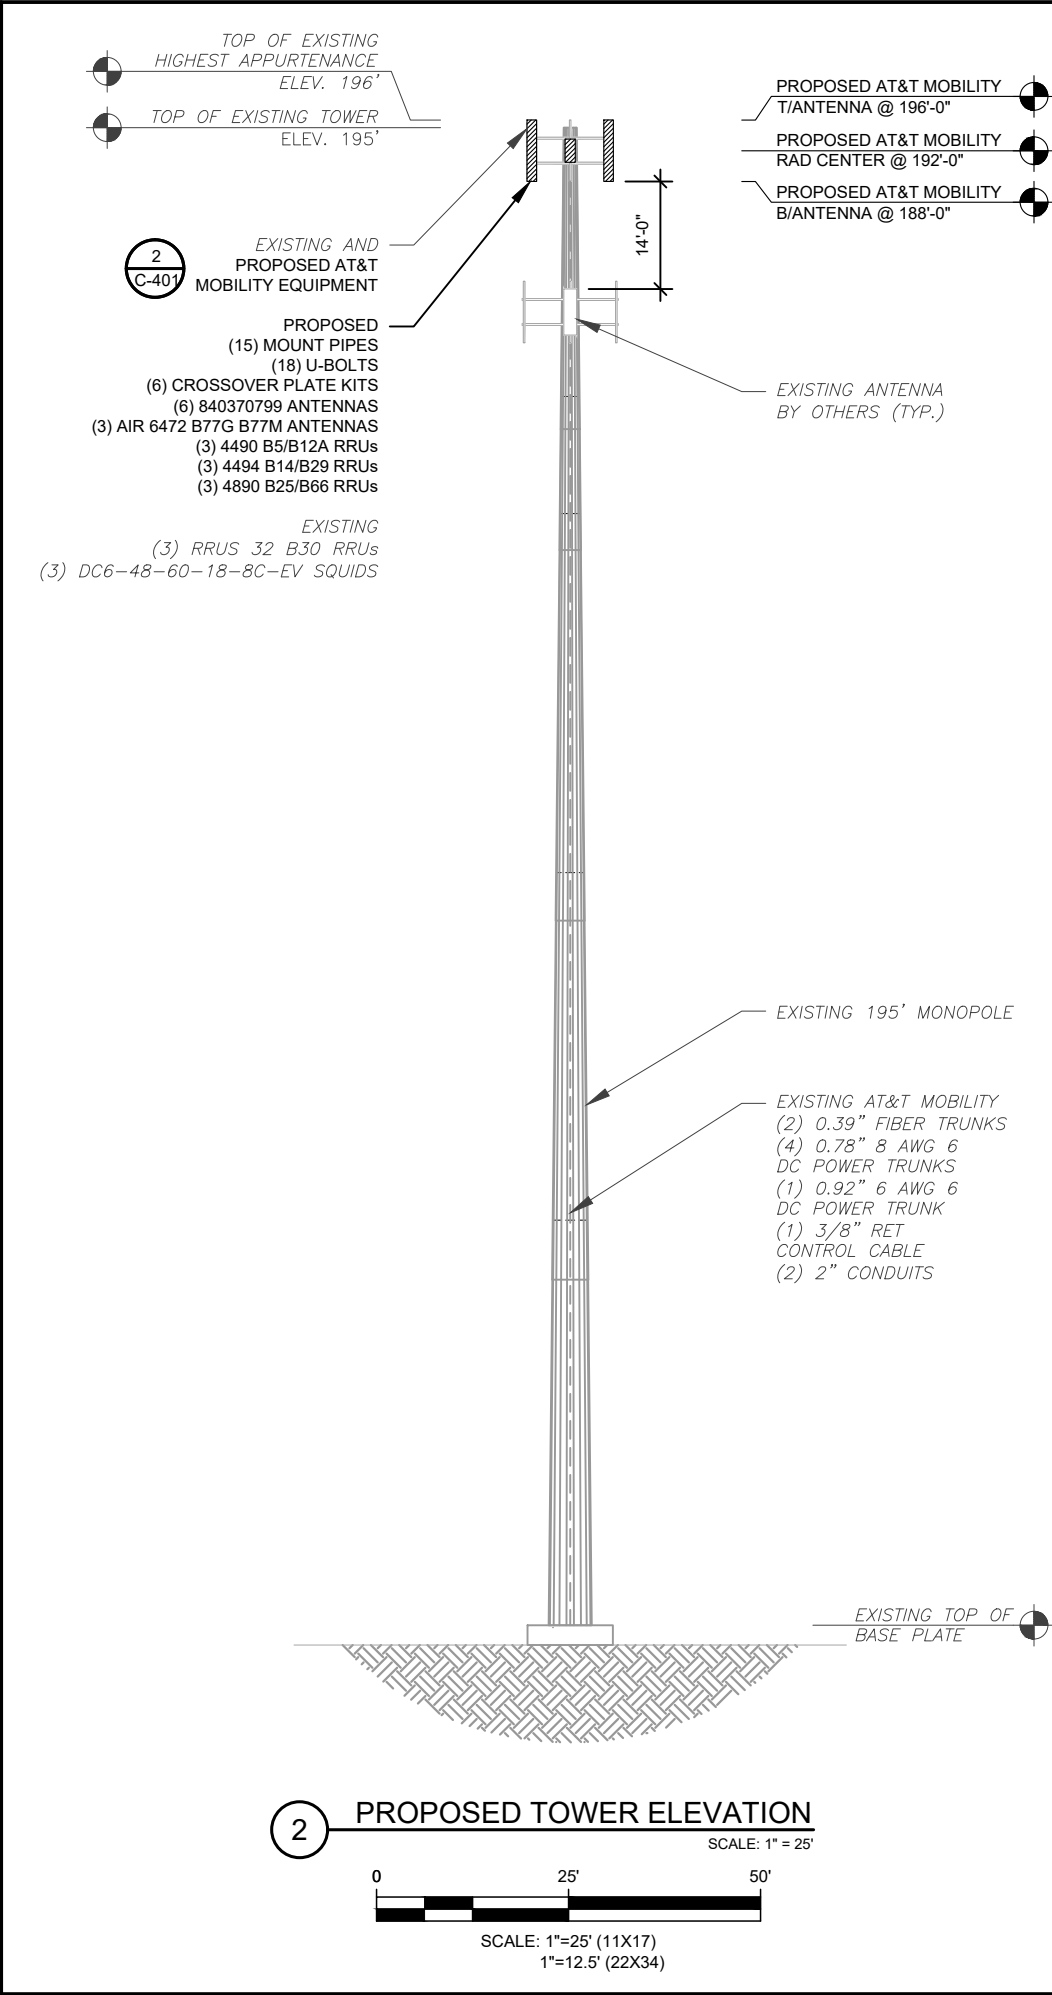 TOP OF EXISTING
HIGHEST APPURTENANCE
ELEV. 196'
TOP OF EXISTING TOWER
ELEV. 195'
PROPOSED AT&T MOBILITY
T/ANTENNA @ 196'-0"
PROPOSED AT&T MOBILITY
RAD CENTER @ 192'-0"
PROPOSED AT&T MOBILITY
B/ANTENNA @ 188'-0"
14'-0"
2
C-401
EXISTING AND
PROPOSED AT&T
MOBILITY EQUIPMENT
PROPOSED
(15) MOUNT PIPES
(18) U-BOLTS
(6) CROSSOVER PLATE KITS
(6) 840370799 ANTENNAS
(3) AIR 6472 B77G B77M ANTENNAS
(3) 4490 B5/B12A RRUs
(3) 4494 B14/B29 RRUs
(3) 4890 B25/B66 RRUs
EXISTING
(3) RRUS 32 B30 RRUs
(3) DC6-48-60-18-8C-EV SQUIDS
EXISTING ANTENNA
BY OTHERS (TYP.)
EXISTING 195' MONOPOLE
EXISTING AT&T MOBILITY
(2) 0.39" FIBER TRUNKS
(4) 0.78" 8 AWG 6
DC POWER TRUNKS
(1) 0.92" 6 AWG 6
DC POWER TRUNK
(1) 3/8" RET
CONTROL CABLE
(2) 2" CONDUITS
EXISTING TOP OF
BASE PLATE
2
PROPOSED TOWER ELEVATION
SCALE: 1" = 25'
0 25' 50'
SCALE: 1"=25' (11X17)
1"=12.5' (22X34)